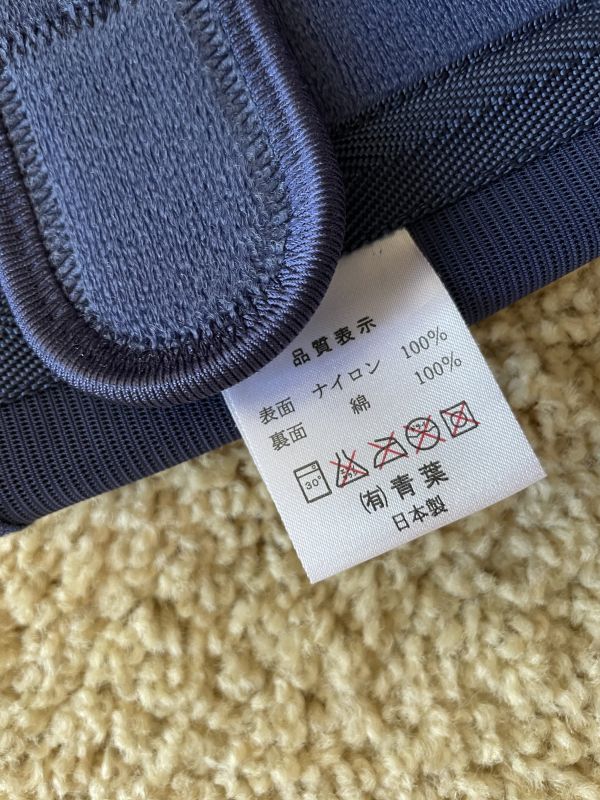 品質表示
表面 ナイロン 100%
裏面 綿 100%
30°
(有)青葉
日本製